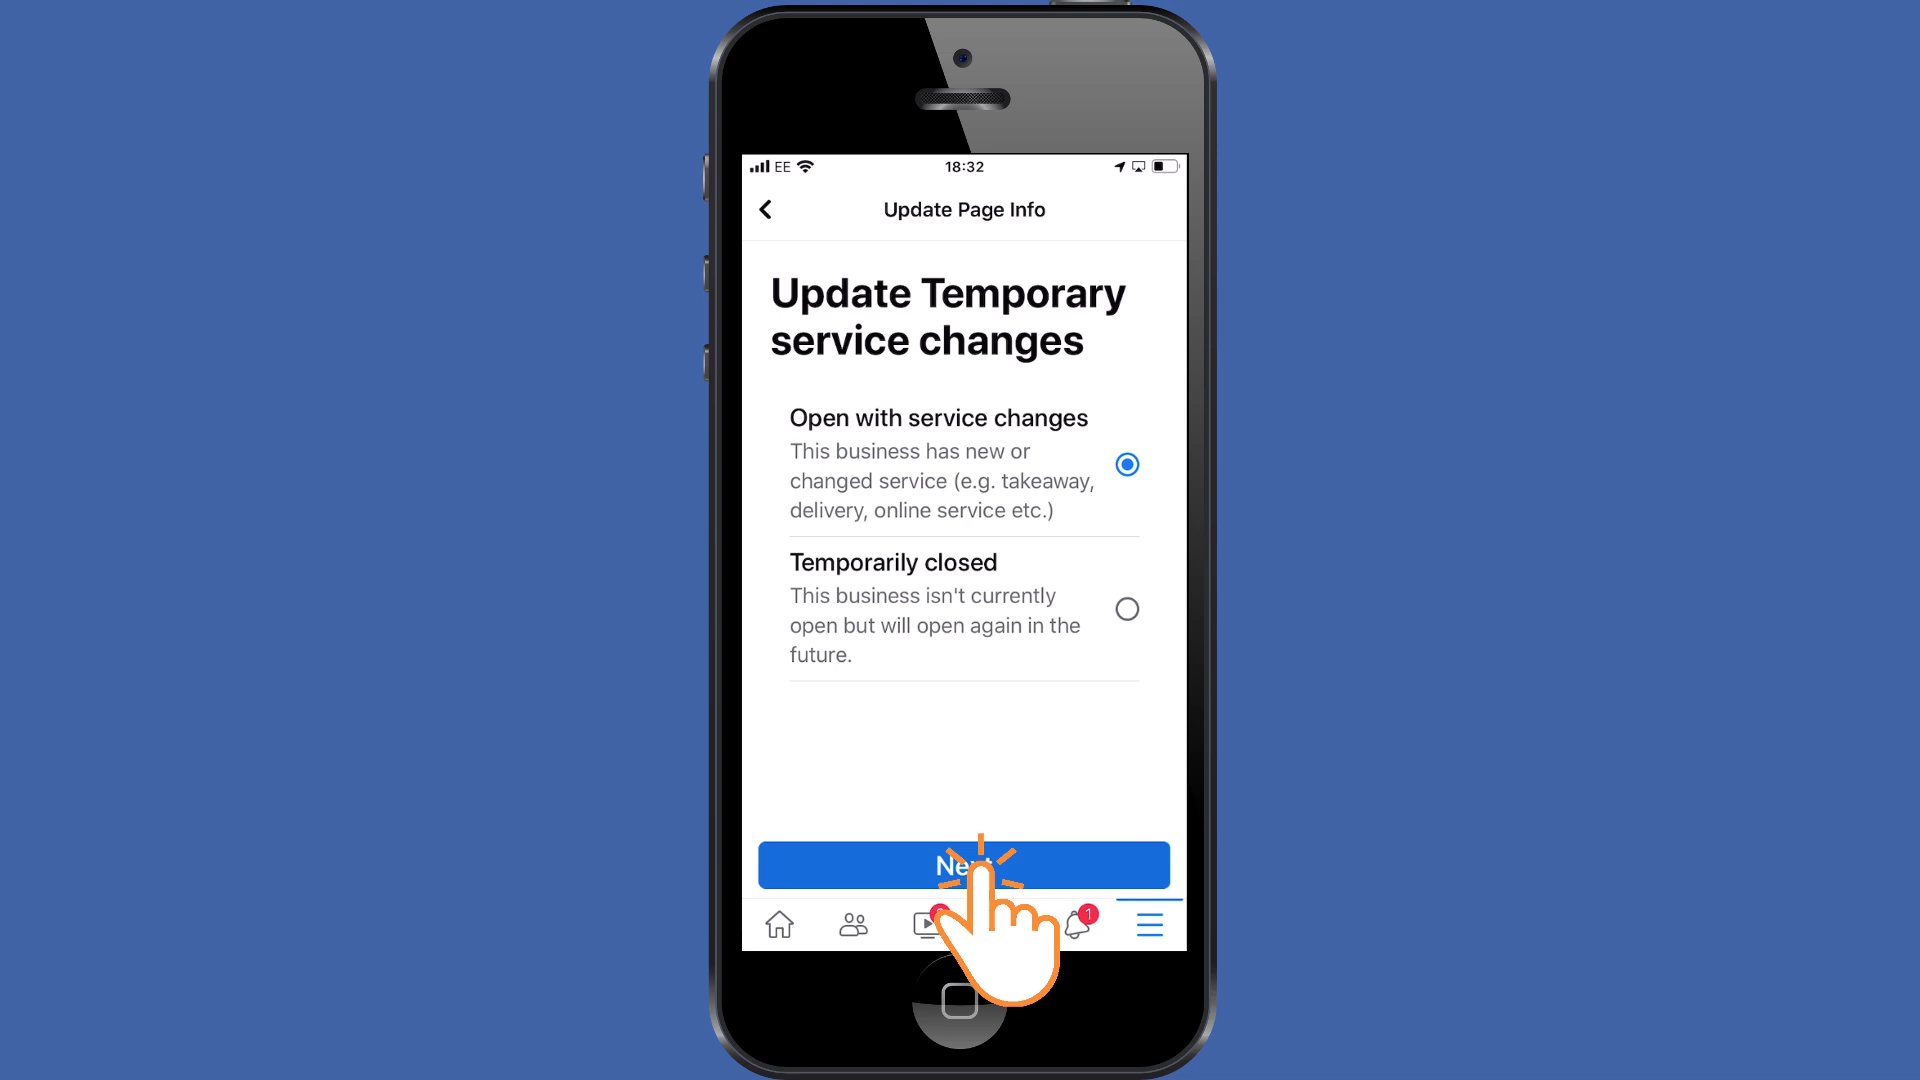 EE
18:32
Update Page Info
Update Temporary
service changes
Open with service changes
This business has new or
changed service (e.g. takeaway,
delivery, online service etc.)
Temporarily closed
This business isn't currently
open but will open again in the
future.
1